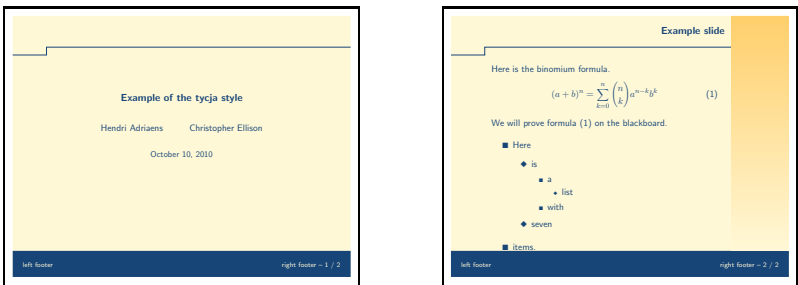 Example of the tycja style
Hendri Adriaens Christopher Ellison
October 10, 2010
left footer right footer – 1 / 2
Example slide
Here is the binomium formula.
(a + b)^n = ∑_{k=0}^{n} \binom{n}{k} a^{n−k} b^k (1)
We will prove formula (1) on the blackboard.
■ Here
◆ is
■ a
• list
■ with
◆ seven
■ items.
left footer right footer – 2 / 2